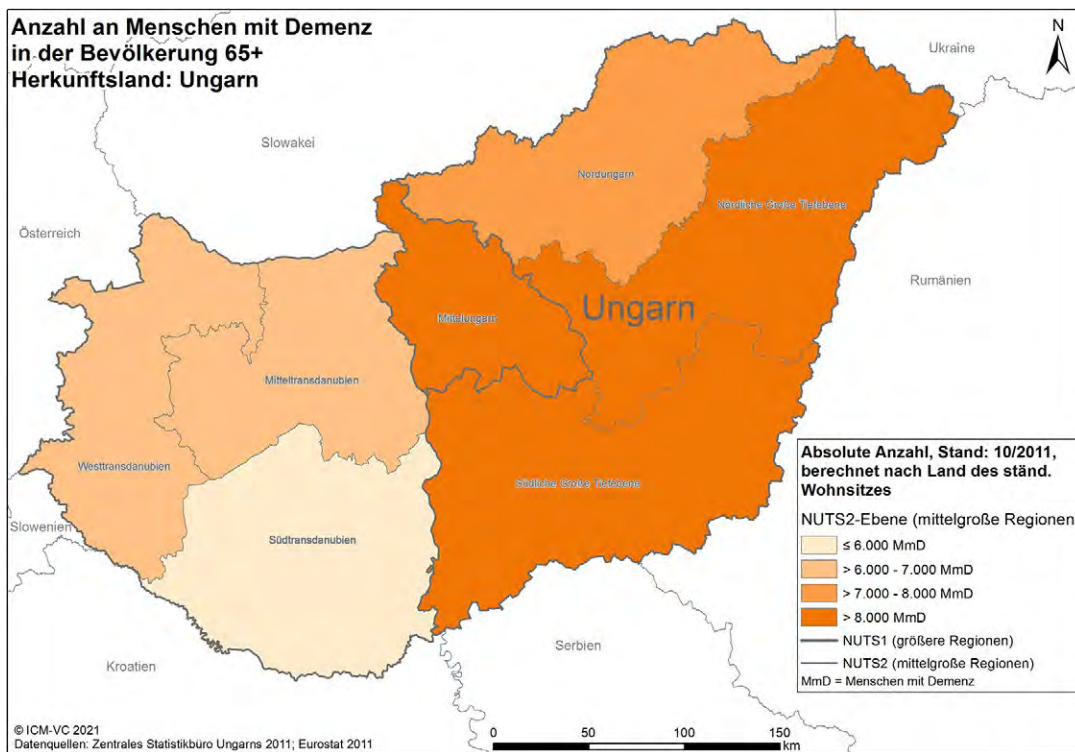 Anzahl an Menschen mit Demenz
in der Bevölkerung 65+
Herkunftsland: Ungarn
N
Ukraine
Slowakei
Nordungarn
Nördliche Große Tiefebene
Österreich
Rumänien
Ungarn
Mittelungarn
Mitteltransdanubien
Westtransdanubien
Südliche Große Tiefebene
Slowenien
Südtransdanubien
Kroatien
Serbien
Absolute Anzahl, Stand: 10/2011,
berechnet nach Land des ständ.
Wohnsitzes
NUTS2-Ebene (mittelgroße Regionen
≤ 6.000 MmD
> 6.000 - 7.000 MmD
> 7.000 - 8.000 MmD
> 8.000 MmD
NUTS1 (größere Regionen)
NUTS2 (mittelgroße Regionen)
MmD = Menschen mit Demenz
© ICM-VC 2021
Datenquellen: Zentrales Statistikbüro Ungarns 2011; Eurostat 2011
0 50 100 150
km